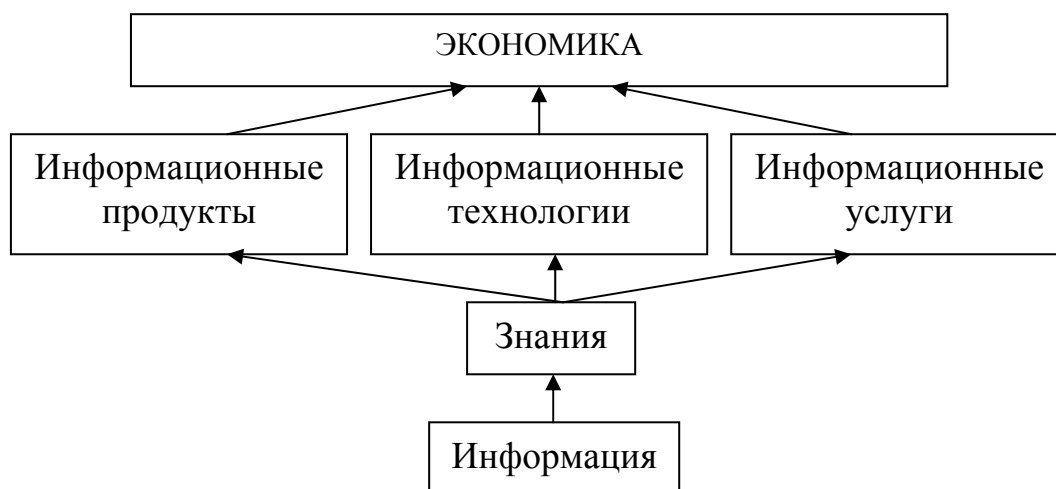 ЭКОНОМИКА
Информационные
продукты
Информационные
технологии
Информационные
услуги
Знания
Информация